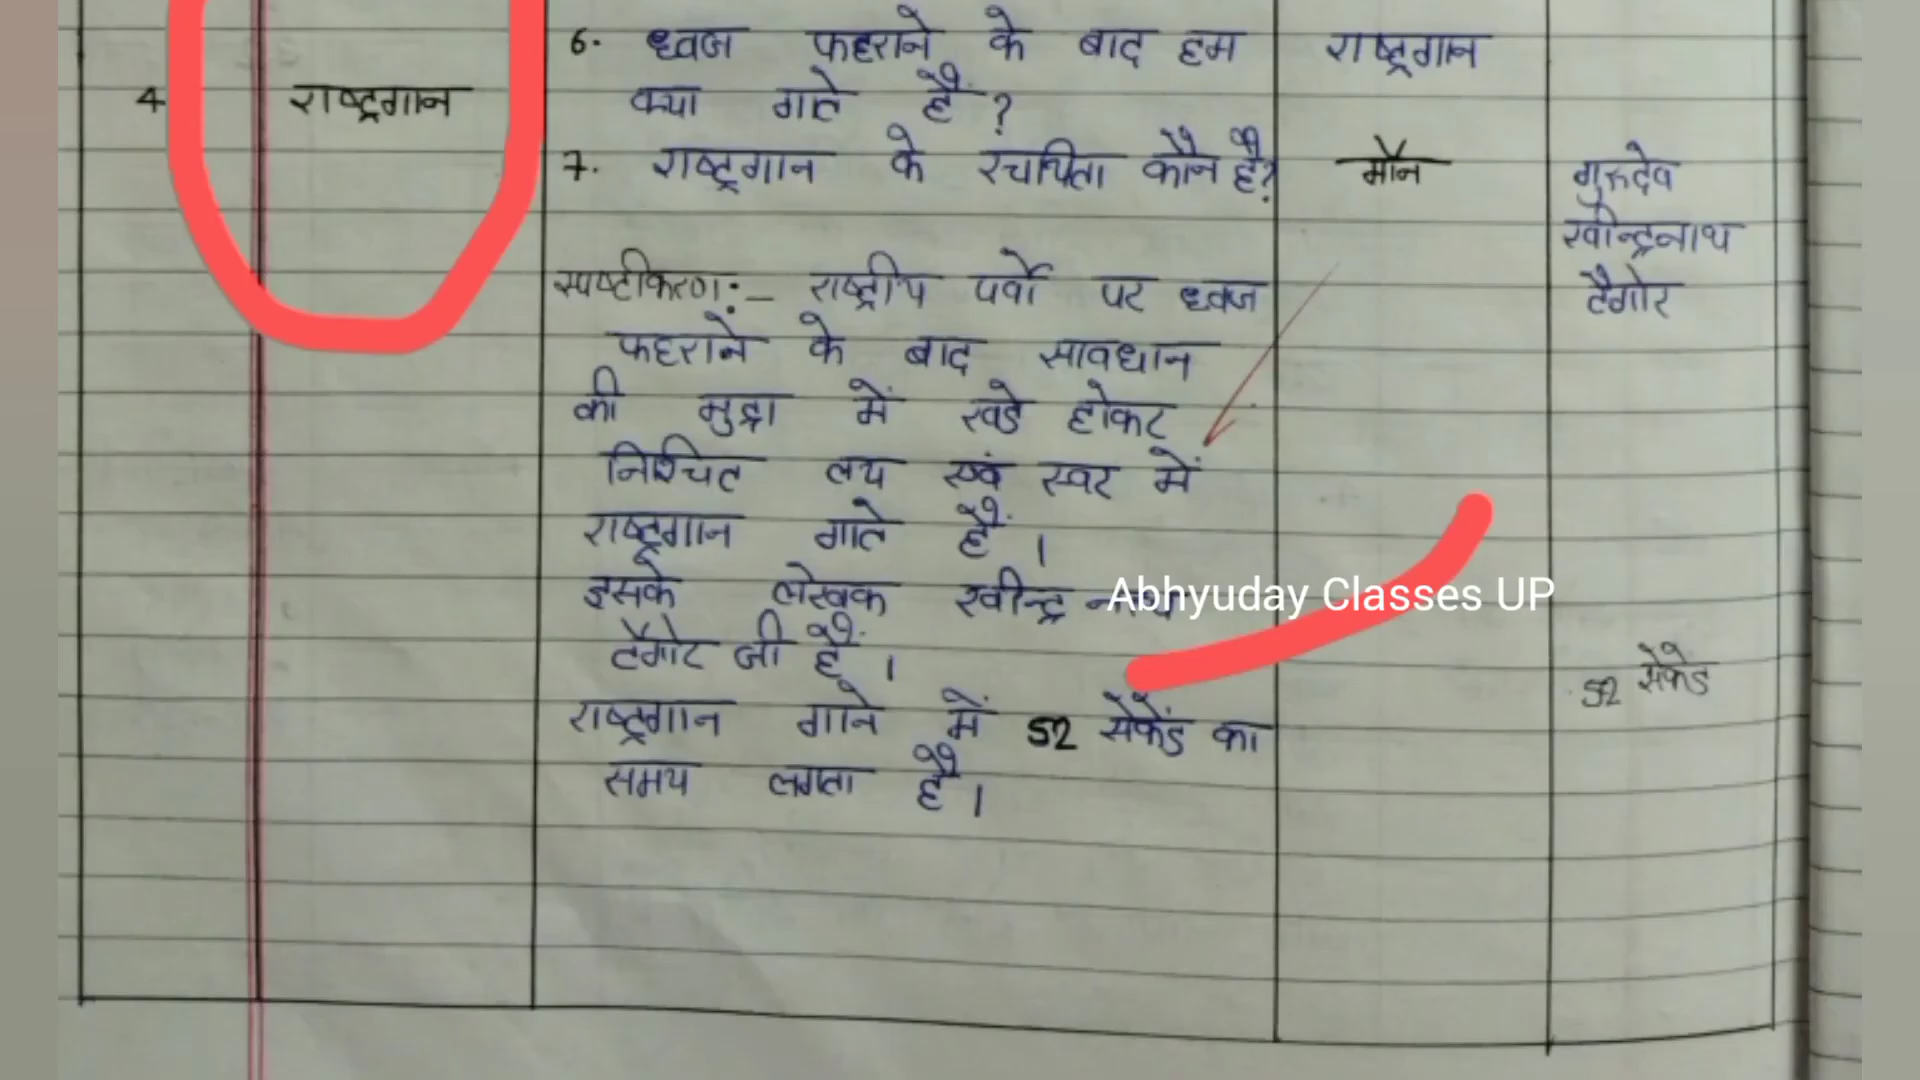 6. ध्वज फहराने के बाद हम राष्ट्रगान
4 राष्ट्रगान क्या गाते हैं ?
7. राष्ट्रगान के रचयिता कौन है? मौन गुरुदेव
रवीन्द्रनाथ
स्पष्टीकरण:- राष्ट्रीय पर्वो पर ध्वज टैगोर
फहराने के बाद सावधान
की मुद्रा में खडे होकर
निश्चित लय एवं स्वर में
राष्ट्रगान गाते हैं ।
इसके लेखक रवीन्द्र नाथ
Abhyuday Classes UP
टैगोर जी हैं । 52 सेकेंड
राष्ट्रगान गाने में 52 सेकेंड का
समय लगता है ।